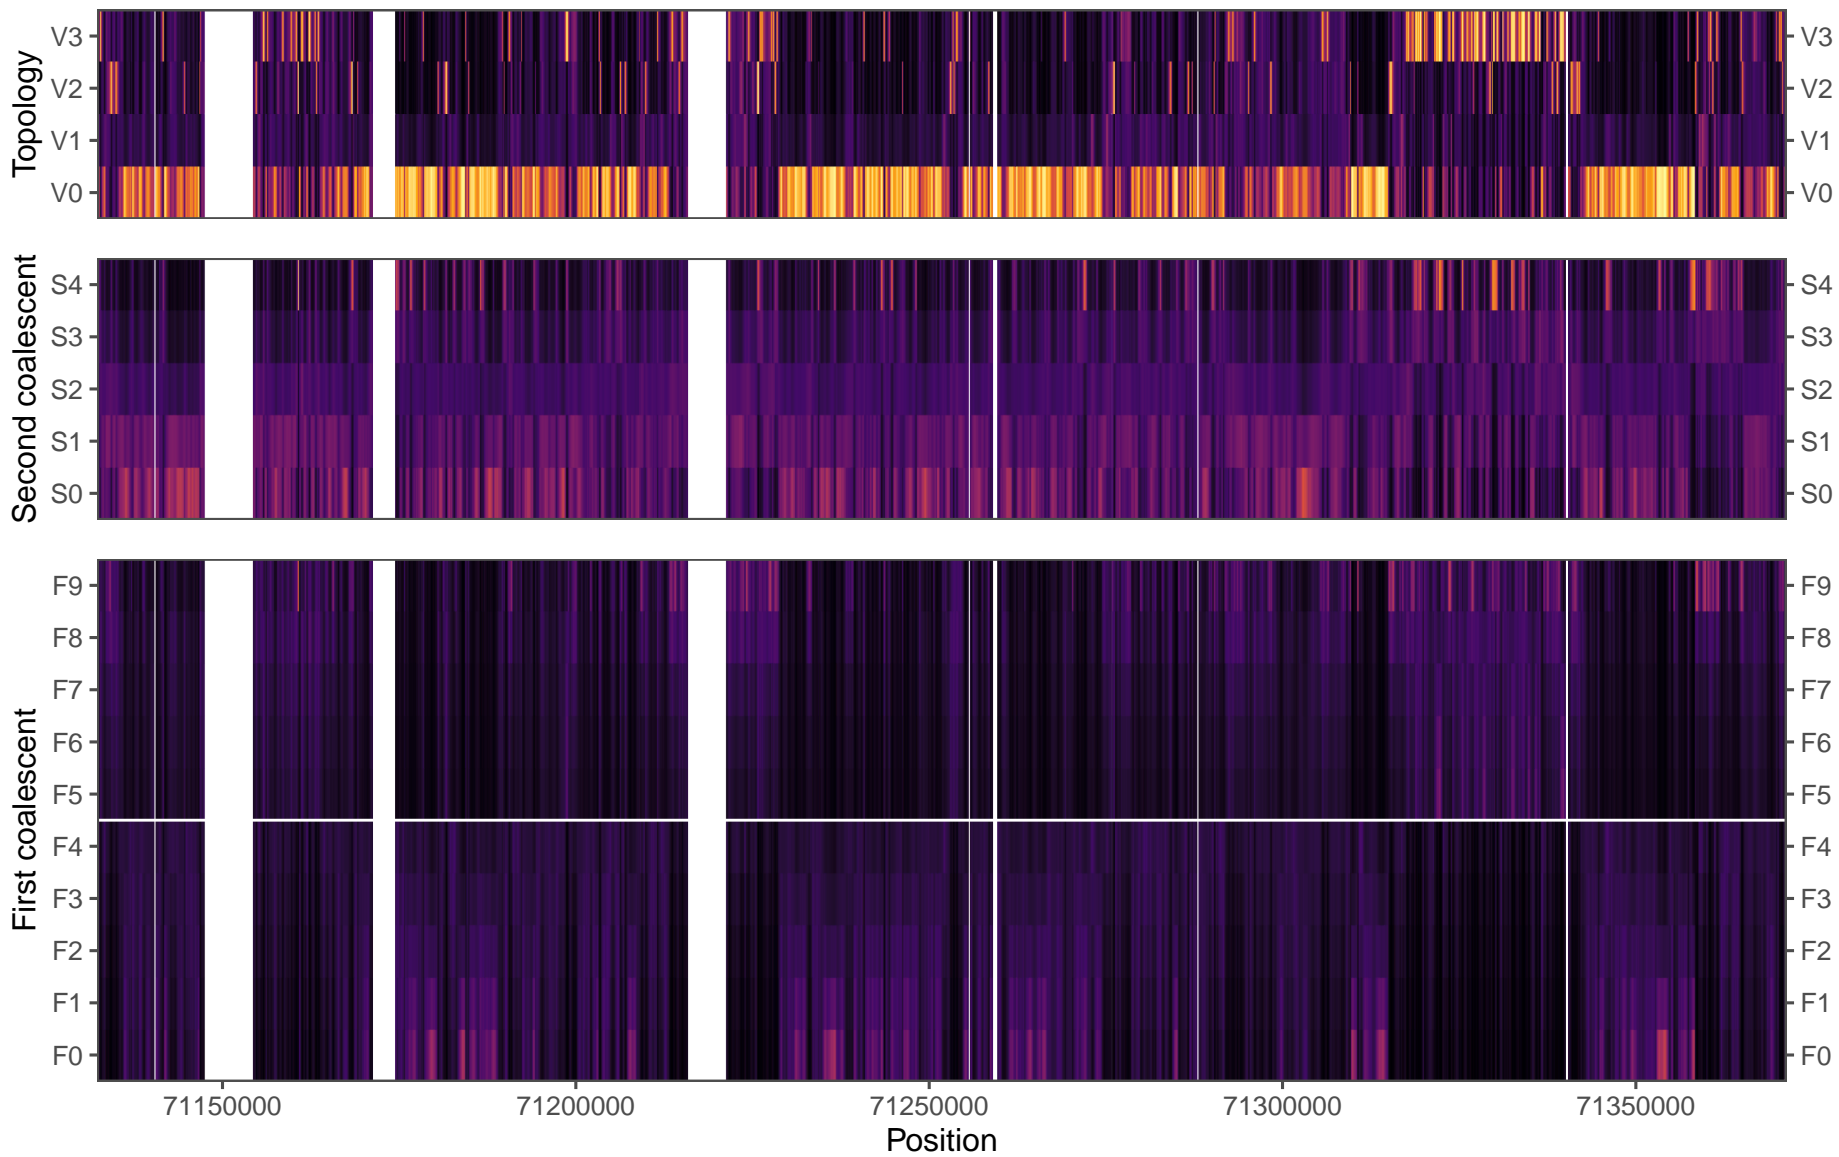 Topology
V3
V2
V1
V0
V3
V2
V1
V0
Second coalescent
S4
S3
S2
S1
S0
S4
S3
S2
S1
S0
First coalescent
F9
F8
F7
F6
F5
F4
F3
F2
F1
F0
F9
F8
F7
F6
F5
F4
F3
F2
F1
F0
71150000 71200000 71250000 71300000 71350000
Position